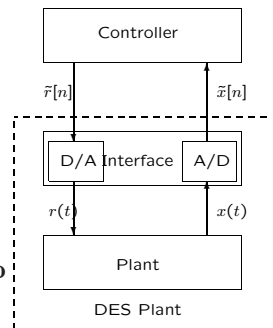 Controller
r̃[n] x̃[n]
D/A Interface A/D
r(t) x(t)
Plant
DES Plant